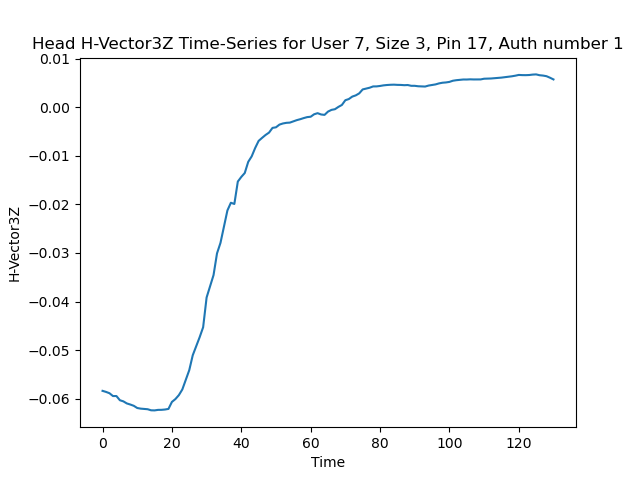 Head H-Vector3Z Time-Series for User 7, Size 3, Pin 17, Auth number 1
0.01
0.00
−0.01
−0.02
−0.03
−0.04
−0.05
−0.06
H-Vector3Z
0 20 40 60 80 100 120
Time